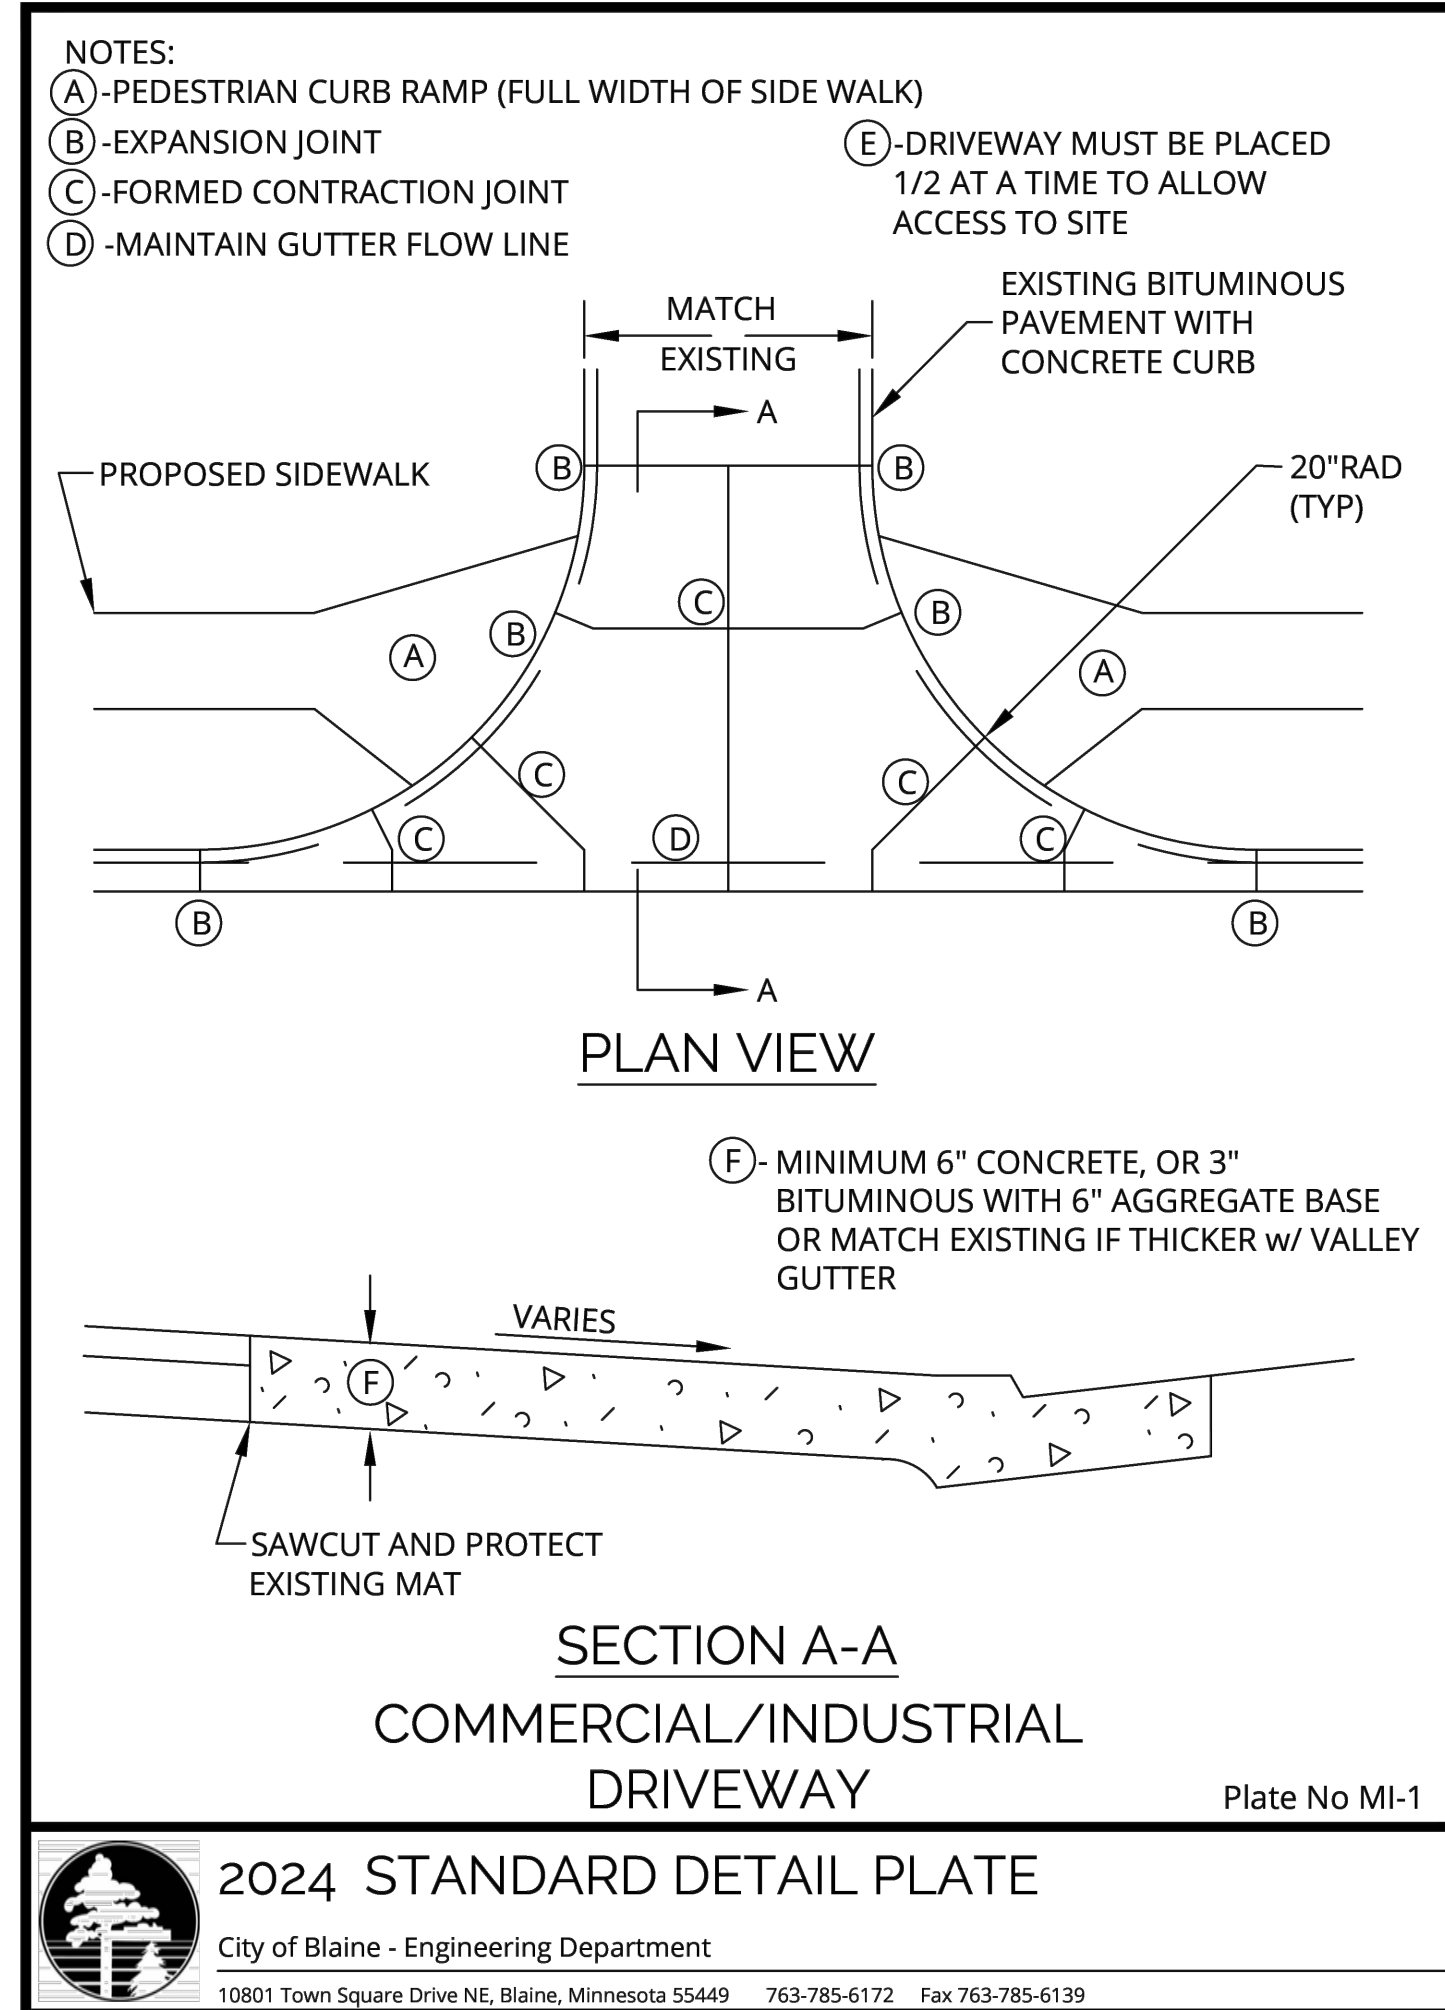 NOTES:
A -PEDESTRIAN CURB RAMP (FULL WIDTH OF SIDE WALK)
B -EXPANSION JOINT
C -FORMED CONTRACTION JOINT
D -MAINTAIN GUTTER FLOW LINE
E -DRIVEWAY MUST BE PLACED
1/2 AT A TIME TO ALLOW
ACCESS TO SITE
EXISTING BITUMINOUS
PAVEMENT WITH
CONCRETE CURB
MATCH
EXISTING
A
B
B
PROPOSED SIDEWALK
20"RAD
(TYP)
C
B
B
A
A
C
C
C
D
C
B
B
A
PLAN VIEW
F - MINIMUM 6" CONCRETE, OR 3"
BITUMINOUS WITH 6" AGGREGATE BASE
OR MATCH EXISTING IF THICKER w/ VALLEY
GUTTER
VARIES
F
SAWCUT AND PROTECT
EXISTING MAT
SECTION A-A
COMMERCIAL/INDUSTRIAL
DRIVEWAY
Plate No MI-1
2024 STANDARD DETAIL PLATE
City of Blaine - Engineering Department
10801 Town Square Drive NE, Blaine, Minnesota 55449 763-785-6172 Fax 763-785-6139